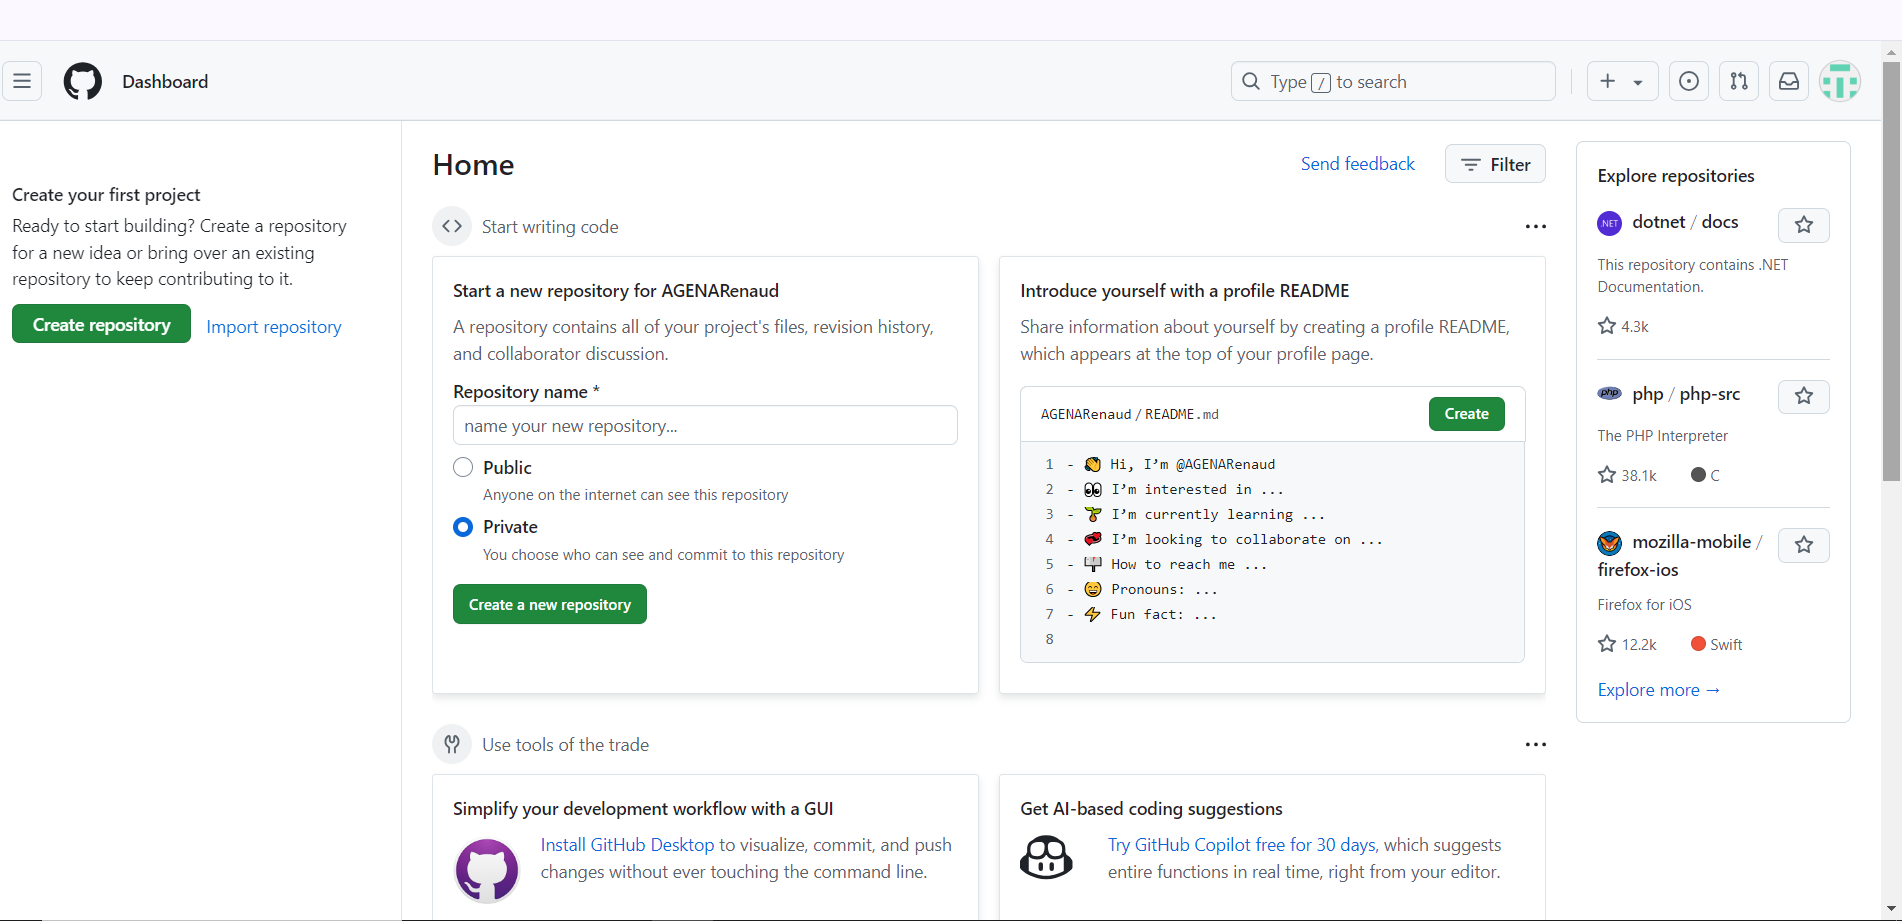 Dashboard
Type / to search
Create your first project
Ready to start building? Create a repository
for a new idea or bring over an existing
repository to keep contributing to it.
Create repository
Import repository
Home
Send feedback
Filter
Start writing code
Start a new repository for AGENARenaud
A repository contains all of your project's files, revision history,
and collaborator discussion.
Repository name *
name your new repository...
Public
Anyone on the internet can see this repository
Private
You choose who can see and commit to this repository
Create a new repository
Introduce yourself with a profile README
Share information about yourself by creating a profile README,
which appears at the top of your profile page.
AGENARenaud / README.md
Create
1 - 👋 Hi, I’m @AGENARenaud
2 - 👀 I’m interested in ...
3 - 🌱 I’m currently learning ...
4 - 💞️ I’m looking to collaborate on ...
5 - 📫 How to reach me ...
6 - 😄 Pronouns: ...
7 - ⚡ Fun fact: ...
8
Use tools of the trade
Simplify your development workflow with a GUI
Install GitHub Desktop to visualize, commit, and push
changes without ever touching the command line.
Get AI-based coding suggestions
Try GitHub Copilot free for 30 days, which suggests
entire functions in real time, right from your editor.
Explore repositories
.NET
dotnet / docs
This repository contains .NET
Documentation.
4.3k
php
php / php-src
The PHP Interpreter
38.1k
C
mozilla-mobile /
firefox-ios
Firefox for iOS
12.2k
Swift
Explore more →